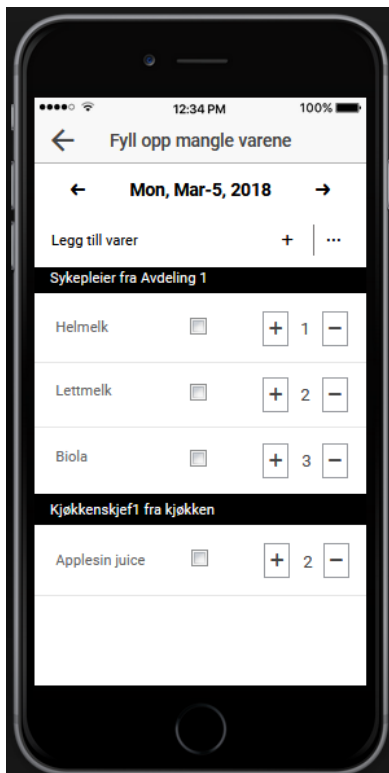 12:34 PM 100%
Fyll opp mangle varene
Mon, Mar-5, 2018
Legg till varer + ...
Sykepleier fra Avdeling 1
Helmelk + 1 −
Lettmelk + 2 −
Biola + 3 −
Kjøkkenskjef1 fra kjøkken
Applesin juice + 2 −